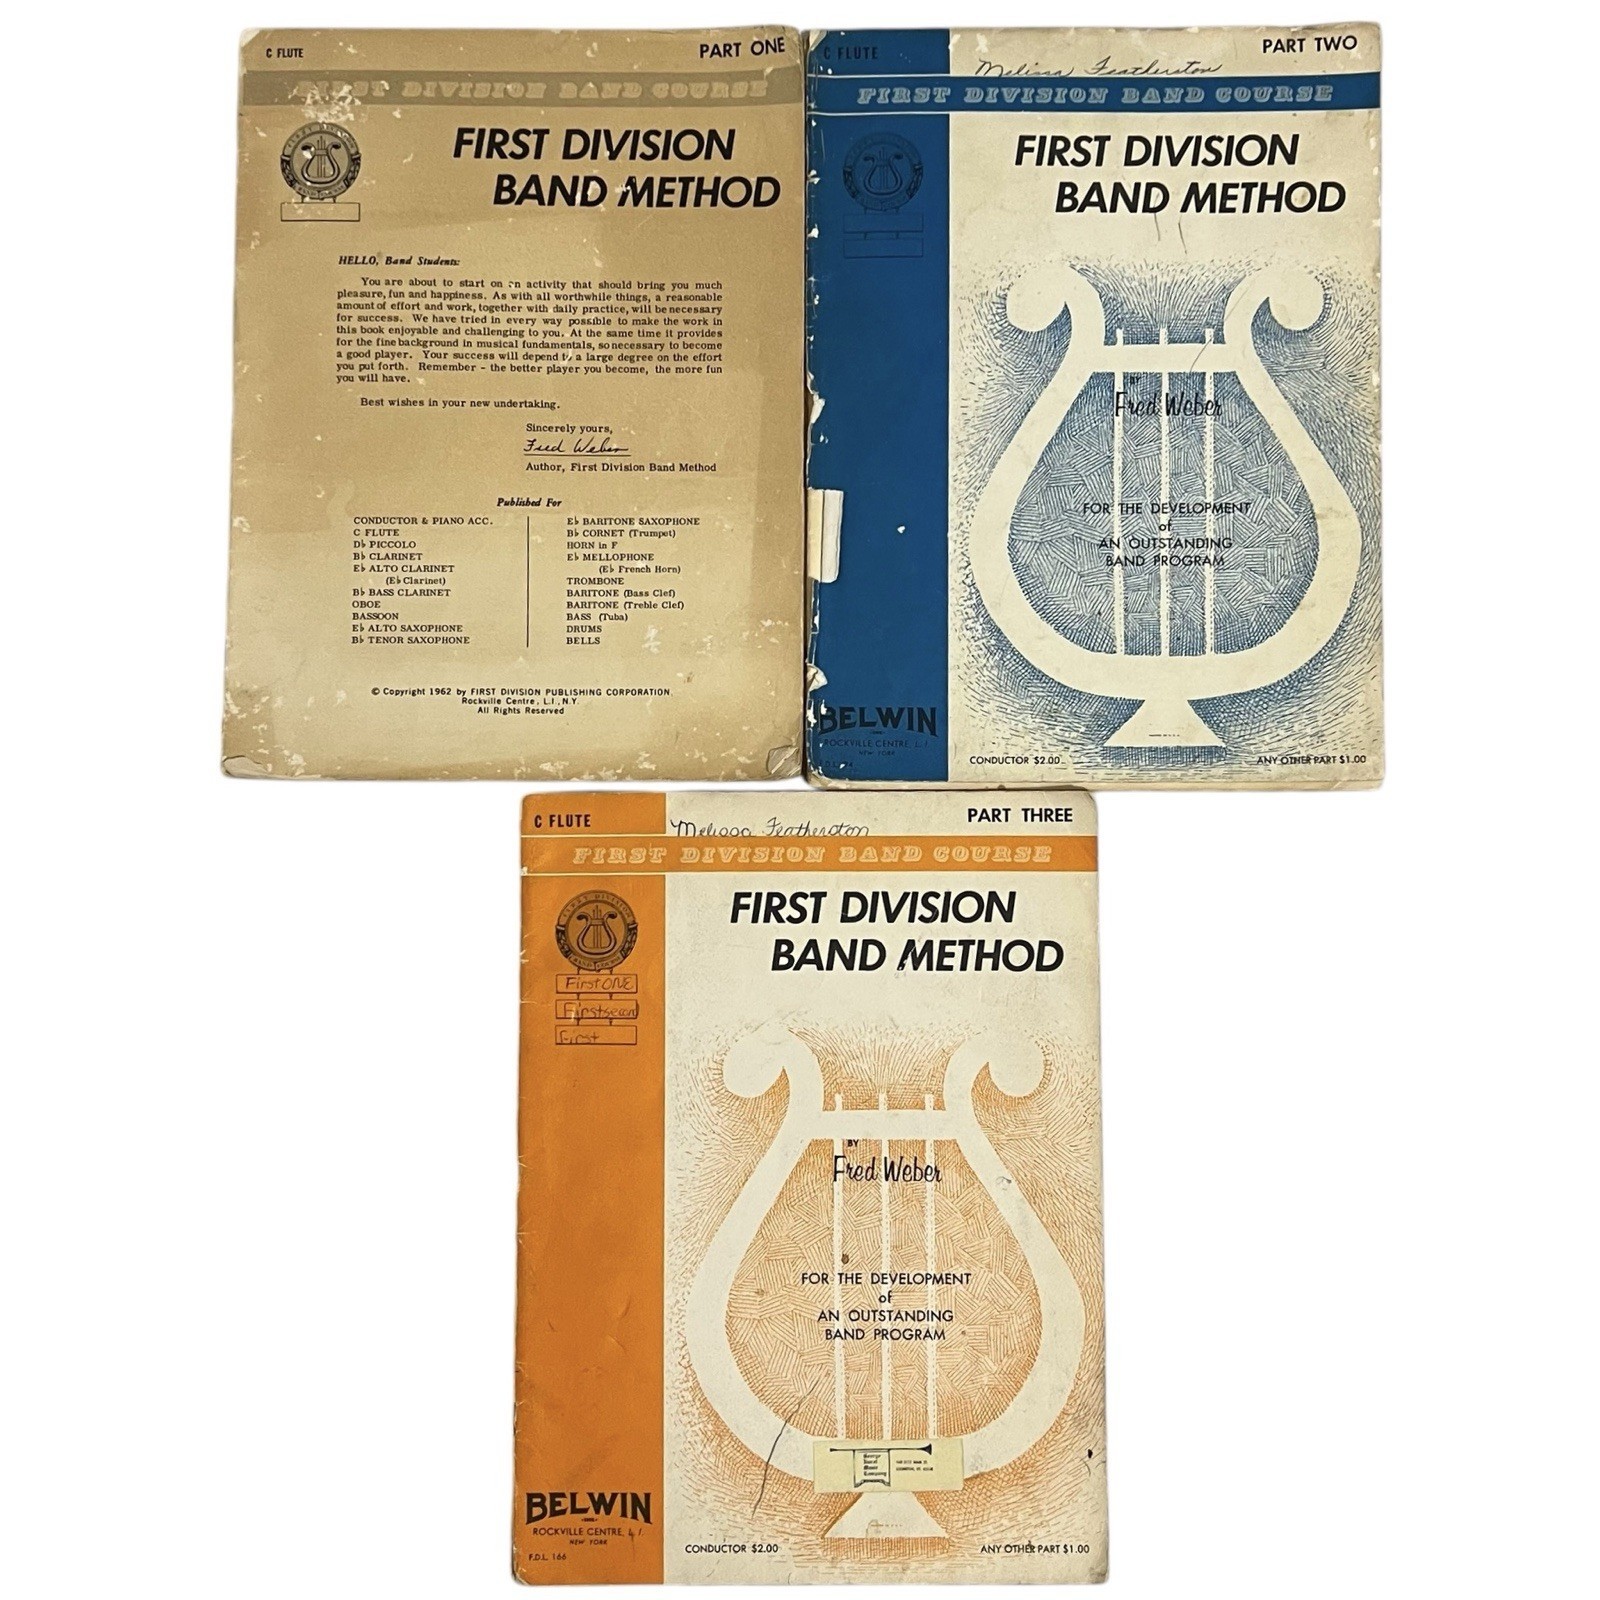 C FLUTE
PART ONE
FIRST DIVISION BAND COURSE
FIRST DIVISION
BAND METHOD
HELLO, Band Students:
You are about to start on an activity that should bring you much
pleasure, fun and happiness. As with all worthwhile things, a reasonable
amount of effort and work, together with daily practice, will be necessary
for success. We have tried in every way possible to make the work in
this book enjoyable and challenging to you. At the same time it provides
for the fine background in musical fundamentals, so necessary to become
a good player. Your success will depend to a large degree on the effort
you put forth. Remember - the better player you become, the more fun
you will have.
Best wishes in your new undertaking.
Sincerely yours,
Fred Weber
Author, First Division Band Method
Published For
CONDUCTOR & PIANO ACC.
C FLUTE
D♭ PICCOLO
B♭ CLARINET
E♭ ALTO CLARINET
(E♭ Clarinet)
B♭ BASS CLARINET
OBOE
BASSOON
E♭ ALTO SAXOPHONE
B♭ TENOR SAXOPHONE
E♭ BARITONE SAXOPHONE
B♭ CORNET (Trumpet)
HORN in F
E♭ MELLOPHONE
(E♭ French Horn)
TROMBONE
BARITONE (Bass Clef)
BARITONE (Treble Clef)
BASS (Tuba)
DRUMS
BELLS
© Copyright 1962 by FIRST DIVISION PUBLISHING CORPORATION
Rockville Centre, L.I., N.Y.
All Rights Reserved
C FLUTE
PART TWO
Melissa Featherston
FIRST DIVISION BAND COURSE
FIRST DIVISION
BAND METHOD
BY
Fred Weber
FOR THE DEVELOPMENT
of
AN OUTSTANDING
BAND PROGRAM
BELWIN
ROCKVILLE CENTRE, L.I.
NEW YORK
CONDUCTOR $2.00
ANY OTHER PART $1.00
C FLUTE
PART THREE
Melissa Featherston
FIRST DIVISION BAND COURSE
FIRST DIVISION
BAND METHOD
First ONE
First second
First
BY
Fred Weber
FOR THE DEVELOPMENT
of
AN OUTSTANDING
BAND PROGRAM
Music
Company
BELWIN
ROCKVILLE CENTRE, L.I.
NEW YORK
F.D.L. 166
CONDUCTOR $2.00
ANY OTHER PART $1.00